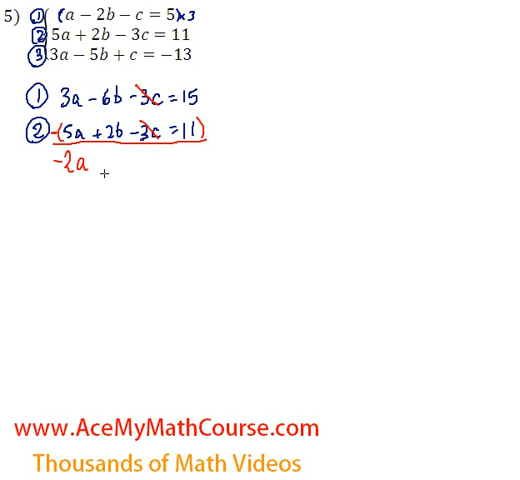 5) ① (a − 2b − c = 5)×3
② 5a + 2b − 3c = 11
③ 3a − 5b + c = −13
① 3a - 6b - 3c = 15
② -(5a + 2b - 3c = 11)
-2a
www.AceMyMathCourse.com
Thousands of Math Videos